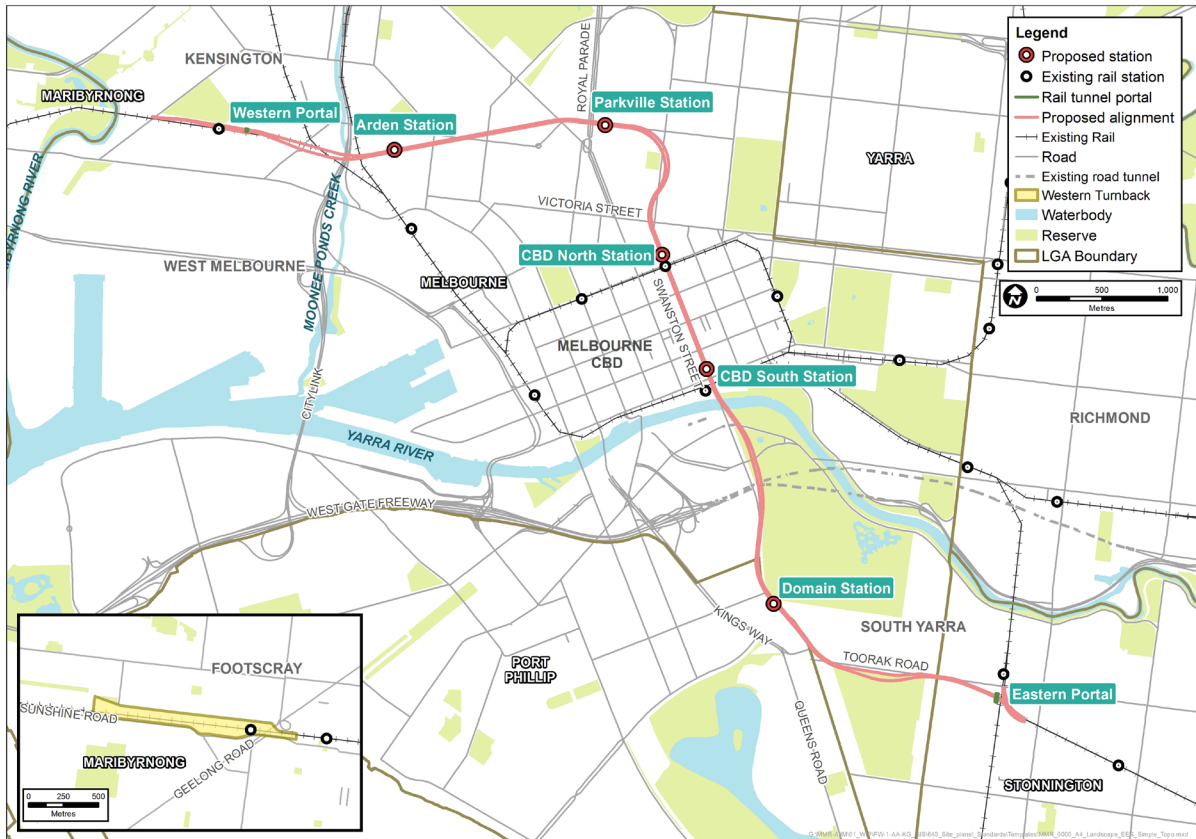 KENSINGTON
MARIBYRNONG
Western Portal
Arden Station
ROYAL PARADE
Parkville Station
YARRA
Legend
Proposed station
Existing rail station
Rail tunnel portal
Proposed alignment
Existing Rail
Road
Existing road tunnel
Western Turnback
Waterbody
Reserve
LGA Boundary
N
0 500 1,000
Metres
MOONEE PONDS CREEK
VICTORIA STREET
CBD North Station
WEST MELBOURNE
MELBOURNE
SWANSTON STREET
MELBOURNE
CBD
CBD South Station
CITYLINK
YARRA RIVER
RICHMOND
WEST GATE FREEWAY
Domain Station
KINGS WAY
SOUTH YARRA
TOORAK ROAD
PORT
PHILLIP
Eastern Portal
QUEENS ROAD
STONNINGTON
FOOTSCRAY
SUNSHINE ROAD
MARIBYRNONG
GEELONG ROAD
0 250 500
Metres